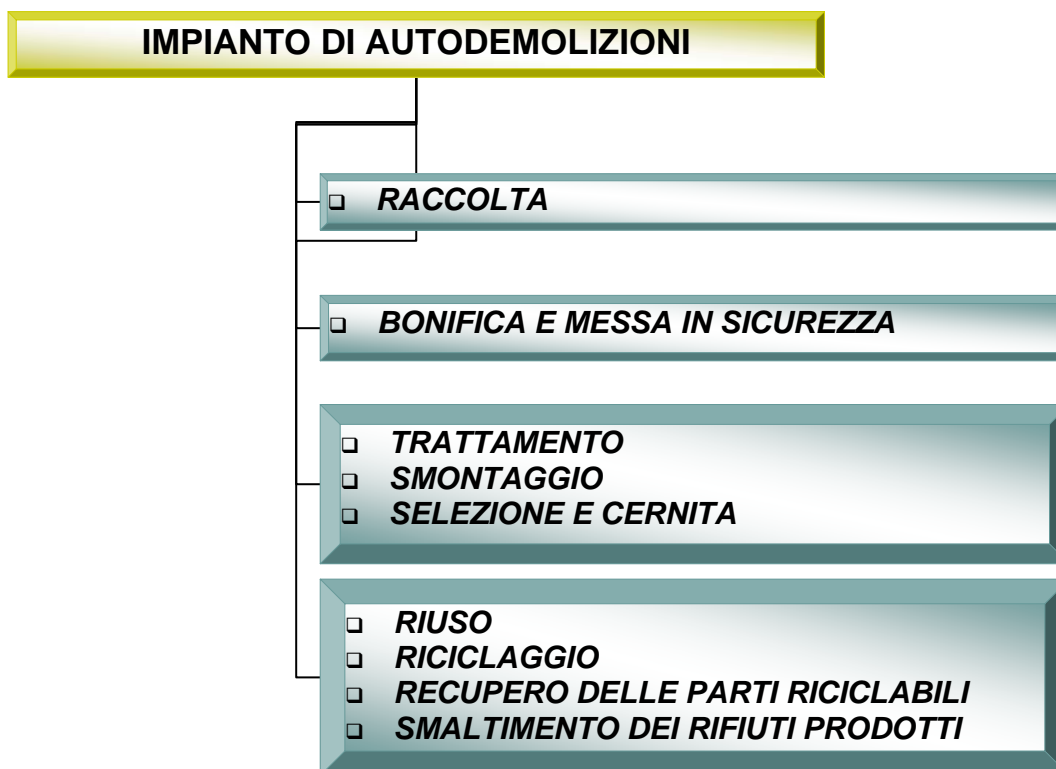 IMPIANTO DI AUTODEMOLIZIONI
❑ RACCOLTA
❑ BONIFICA E MESSA IN SICUREZZA
❑ TRATTAMENTO
❑ SMONTAGGIO
❑ SELEZIONE E CERNITA
❑ RIUSO
❑ RICICLAGGIO
❑ RECUPERO DELLE PARTI RICICLABILI
❑ SMALTIMENTO DEI RIFIUTI PRODOTTI